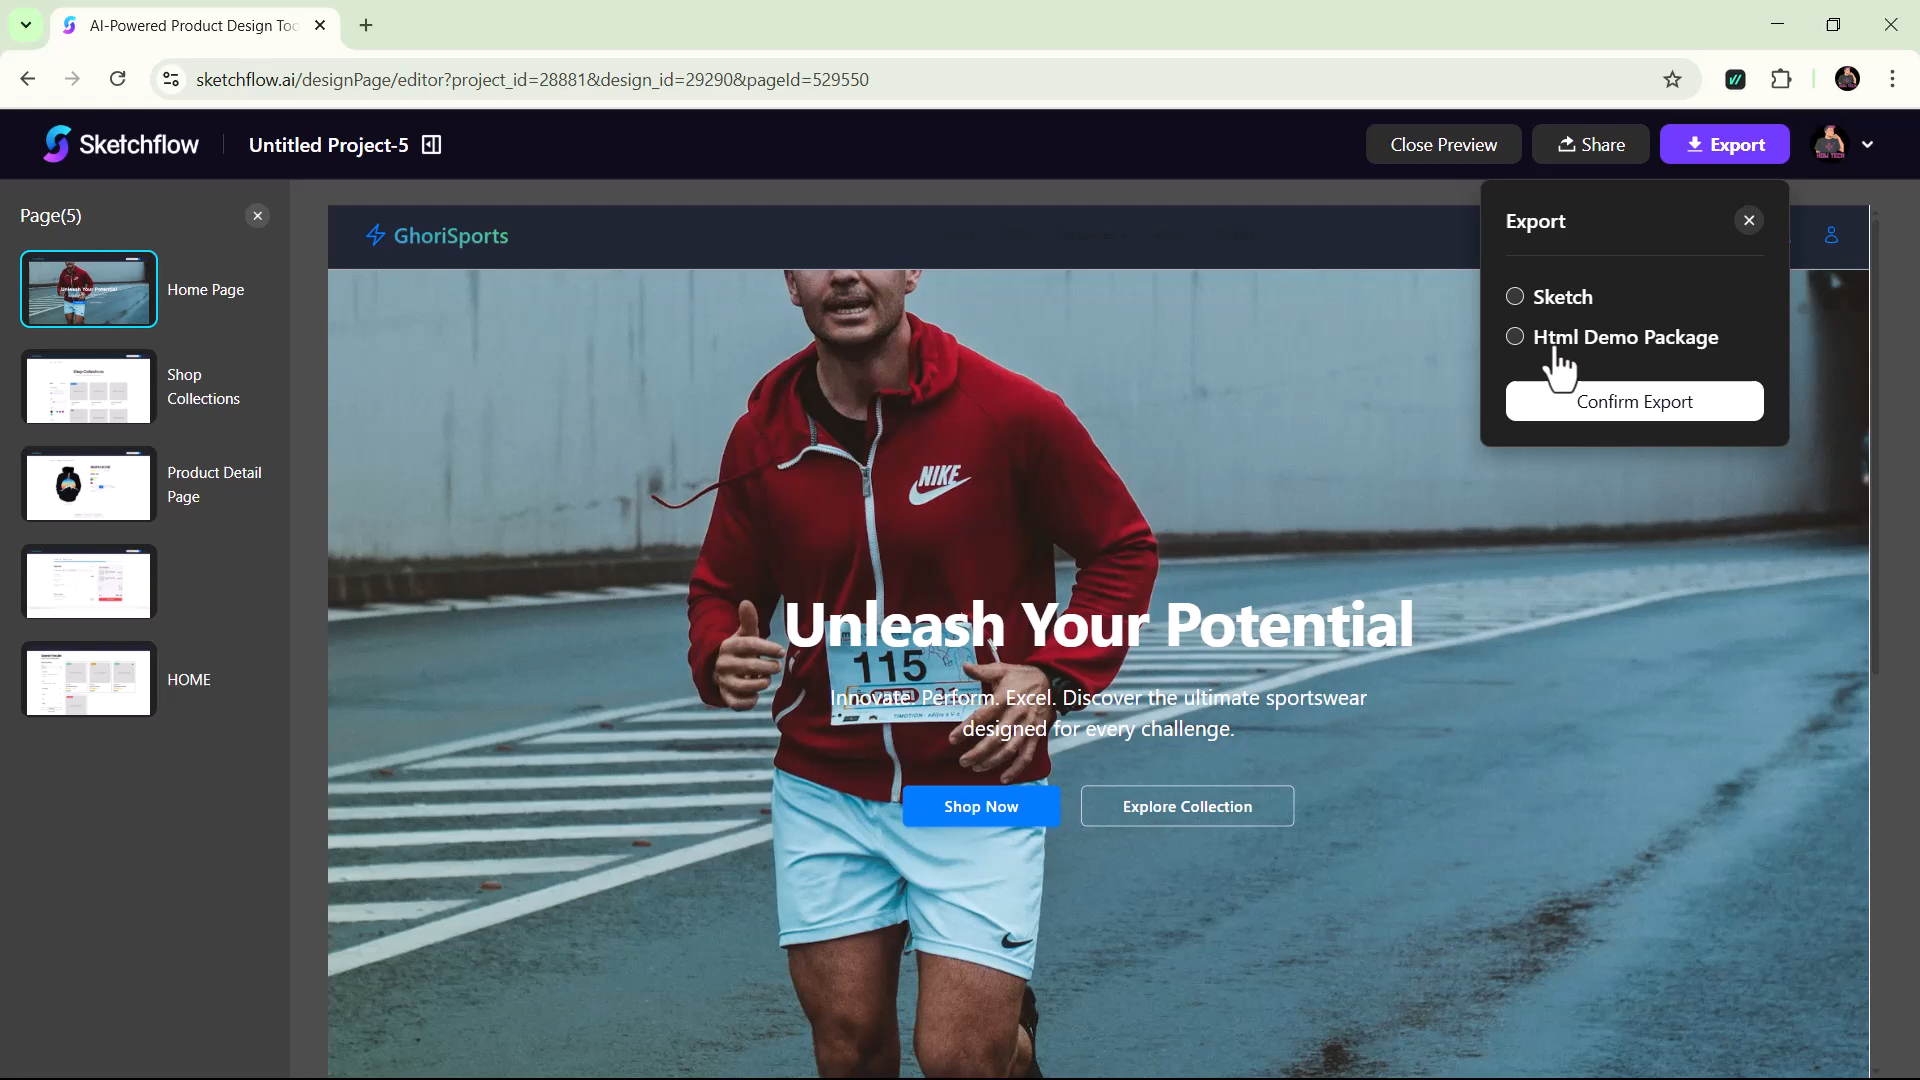 AI-Powered Product Design Too
sketchflow.ai/designPage/editor?project_id=28881&design_id=29290&pageId=529550
Sketchflow
Untitled Project-5
Close Preview
Share
Export
Page(5)
Home Page
Shop
Collections
Product Detail
Page
HOME
GhoriSports
Export
Sketch
Html Demo Package
Confirm Export
NIKE
Unleash Your Potential
115
Innovate. Perform. Excel. Discover the ultimate sportswear
designed for every challenge.
Shop Now
Explore Collection